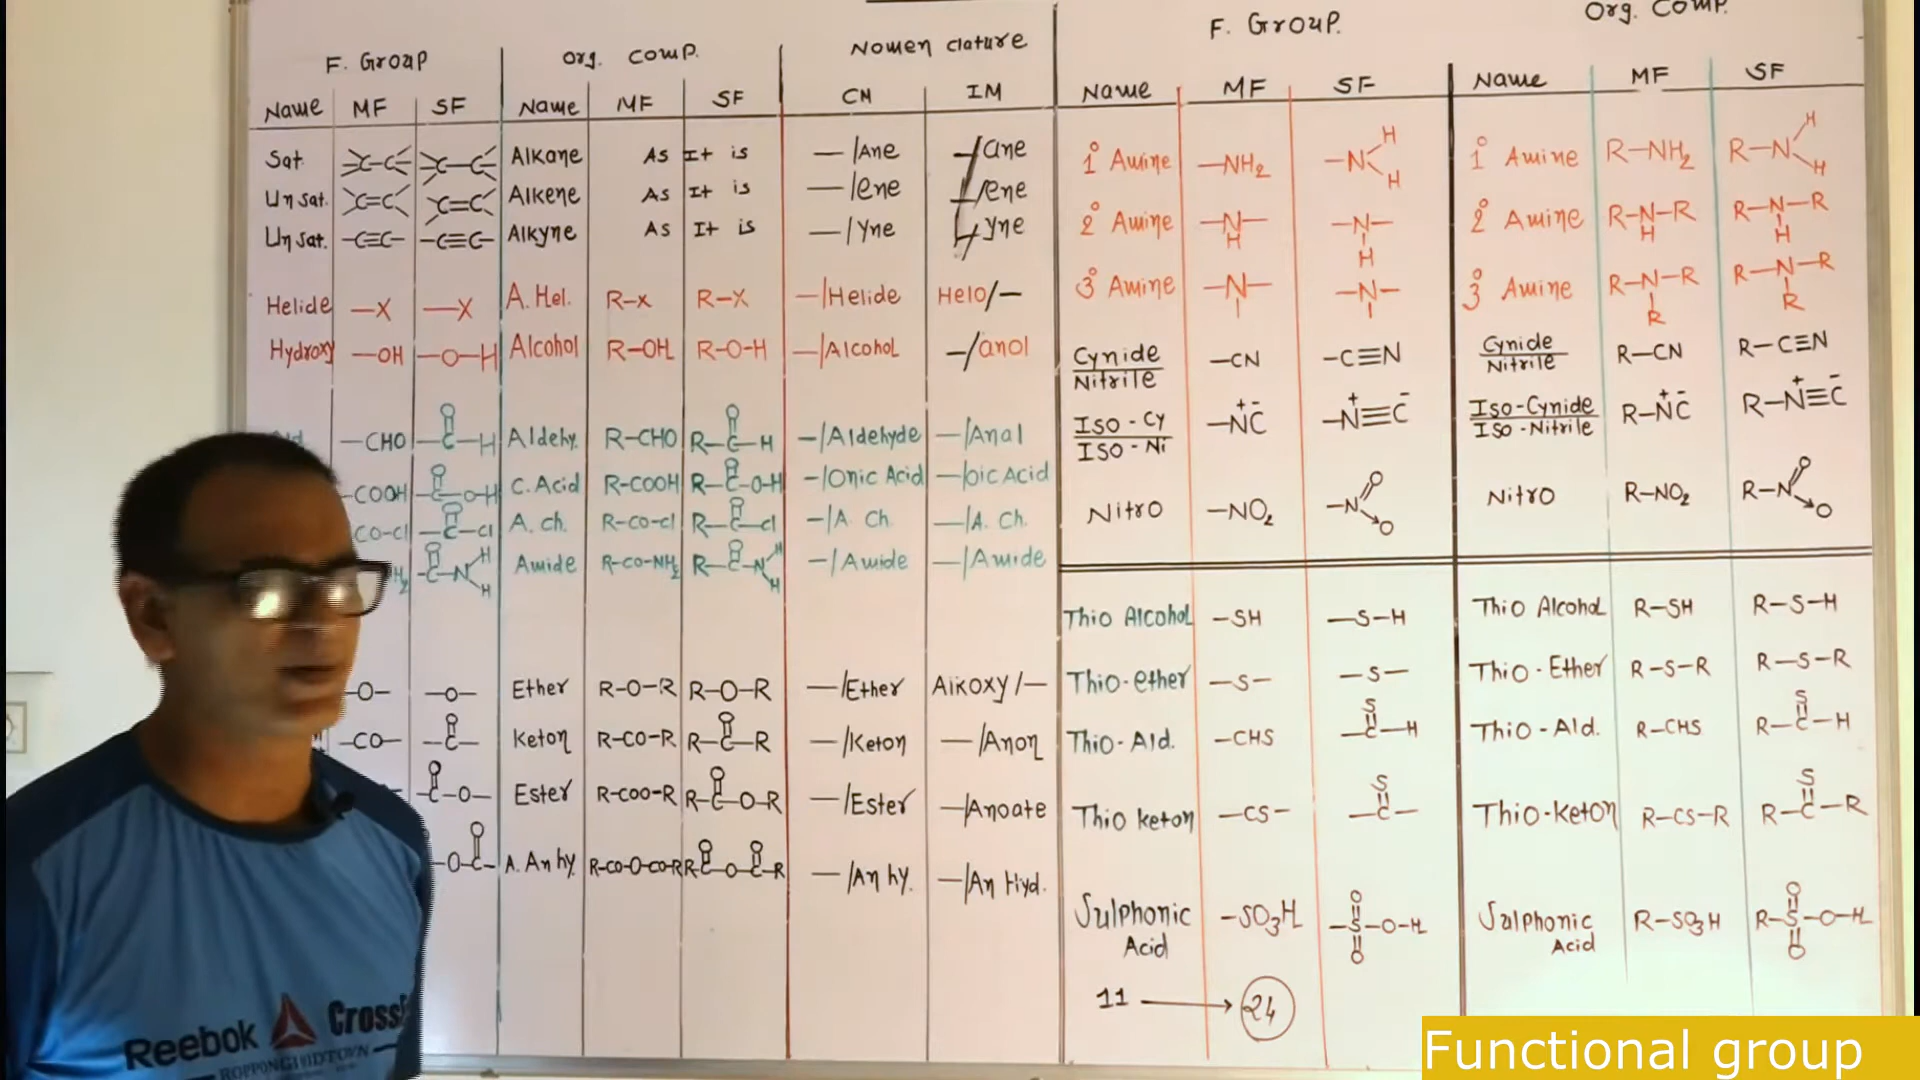 F. Group Org. Comp. Nomen clature F. Group. Org. Comp.
Name MF SF Name MF SF CM IM Name MF SF Name MF SF
Sat. Alkane As It is —/Ane —/ane
Unsat. >C=C< >C=C< Alkene As It is —/ene —/ene
Unsat. –C≡C– –C≡C– Alkyne As It is —/Yne —/yne
Helide —X —X A. Hel. R–X R–X —/Helide Helo/—
Hydroxy —OH —O—H Alcohol R—OH R–O–H —/Alcohol —/anol
—CHO Aldehy. R–CHO —/Aldehyde —/Anal
-COOH C. Acid R-COOH —/Onic Acid —/oic Acid
CO-Cl A. Ch. R-CO-Cl —/A Ch. —/A. Ch.
Amide R-CO-NH2 —/Amide —/Amide
-O- -O- Ether R-O-R R-O-R —/Ether Alkoxy/—
-CO- Keton R-CO-R —/Keton —/Anon
Ester R-COO-R —/Ester —/Anoate
A. Anhy. R-CO-O-CO-R —/Anhy. —/An Hyd.
1° Amine —NH2 1° Amine R—NH2
2° Amine 2° Amine
3° Amine 3° Amine
Cynide/Nitrile —CN -C≡N Cynide/Nitrile R—CN R—C≡N
Iso-Cy/Iso-Ni Iso-Cynide/Iso-Nitrile
Nitro —NO2 Nitro R-NO2
Thio Alcohol —SH —S—H Thio Alcohol R—SH R—S—H
Thio-ether —S— —S— Thio-Ether R-S-R R—S—R
Thio-Ald. —CHS Thio-Ald. R-CHS
Thio keton —CS— Thio-keton R—CS—R
Sulphonic Acid —SO3H Sulphonic Acid R—SO3H
11 → 24
Reebok CrossFit
Functional group